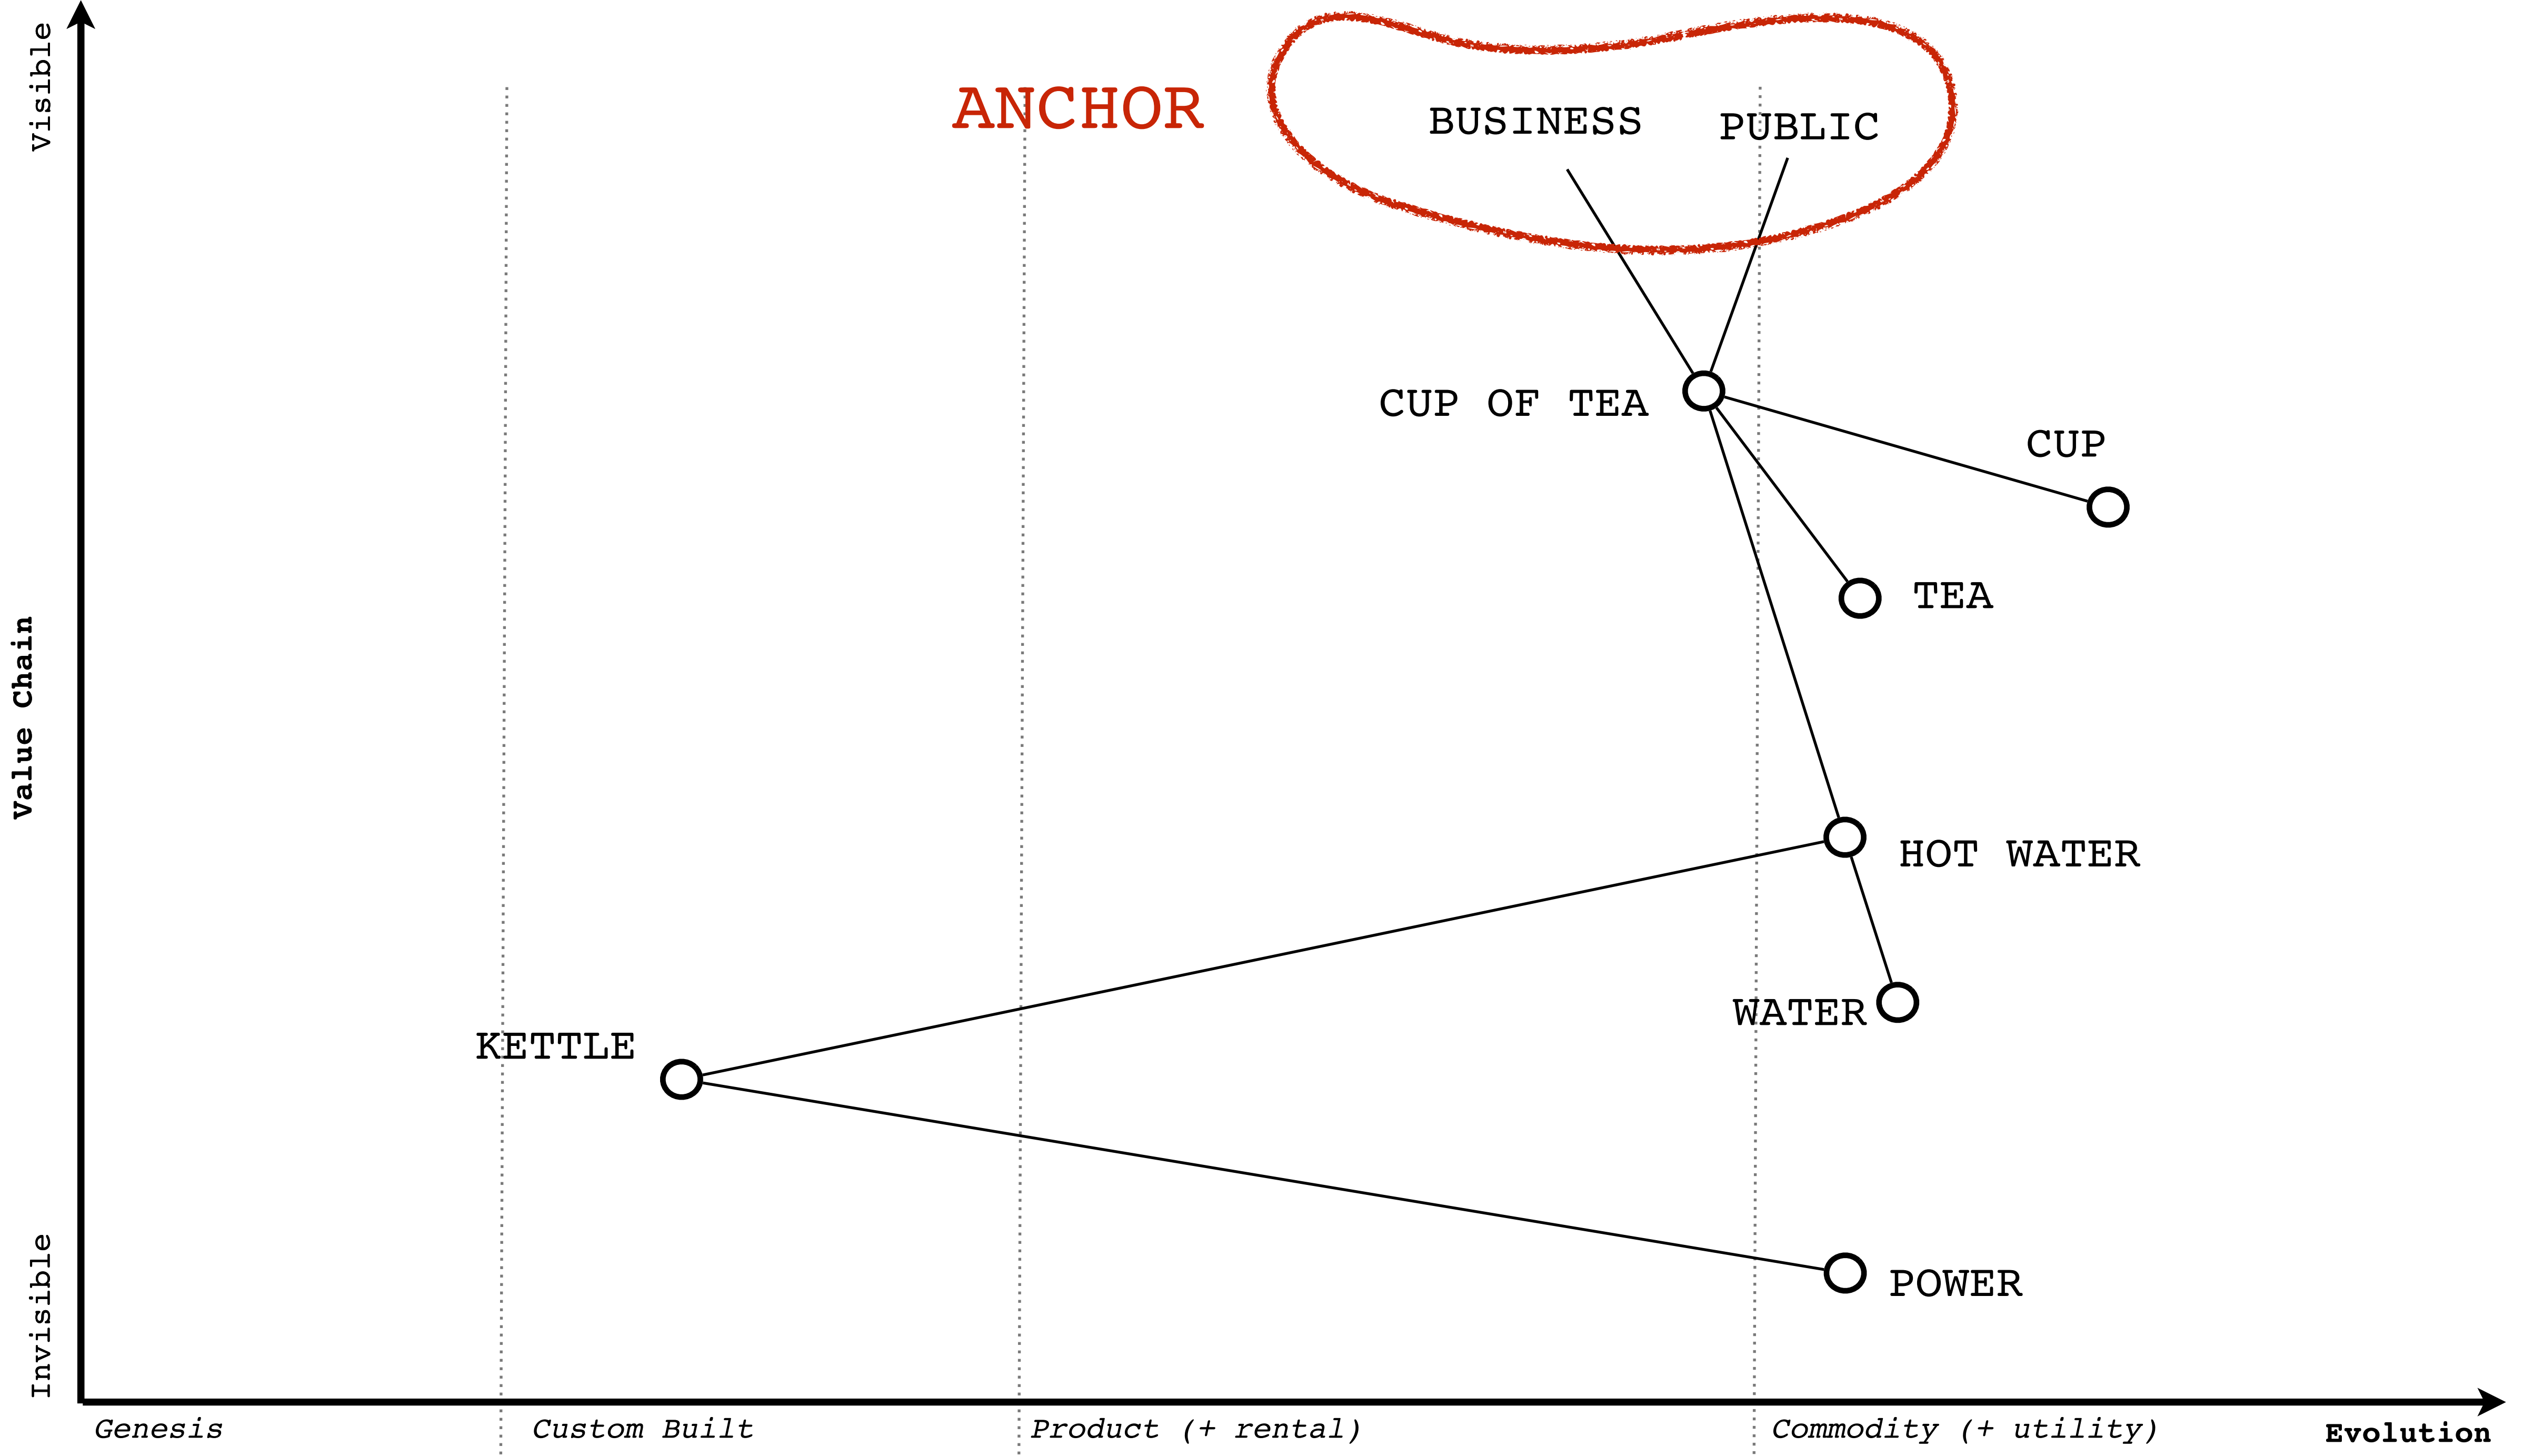 Visible
ANCHOR
BUSINESS
PUBLIC
CUP OF TEA
CUP
TEA
Value Chain
HOT WATER
WATER
KETTLE
Invisible
POWER
Genesis
Custom Built
Product (+ rental)
Commodity (+ utility)
Evolution